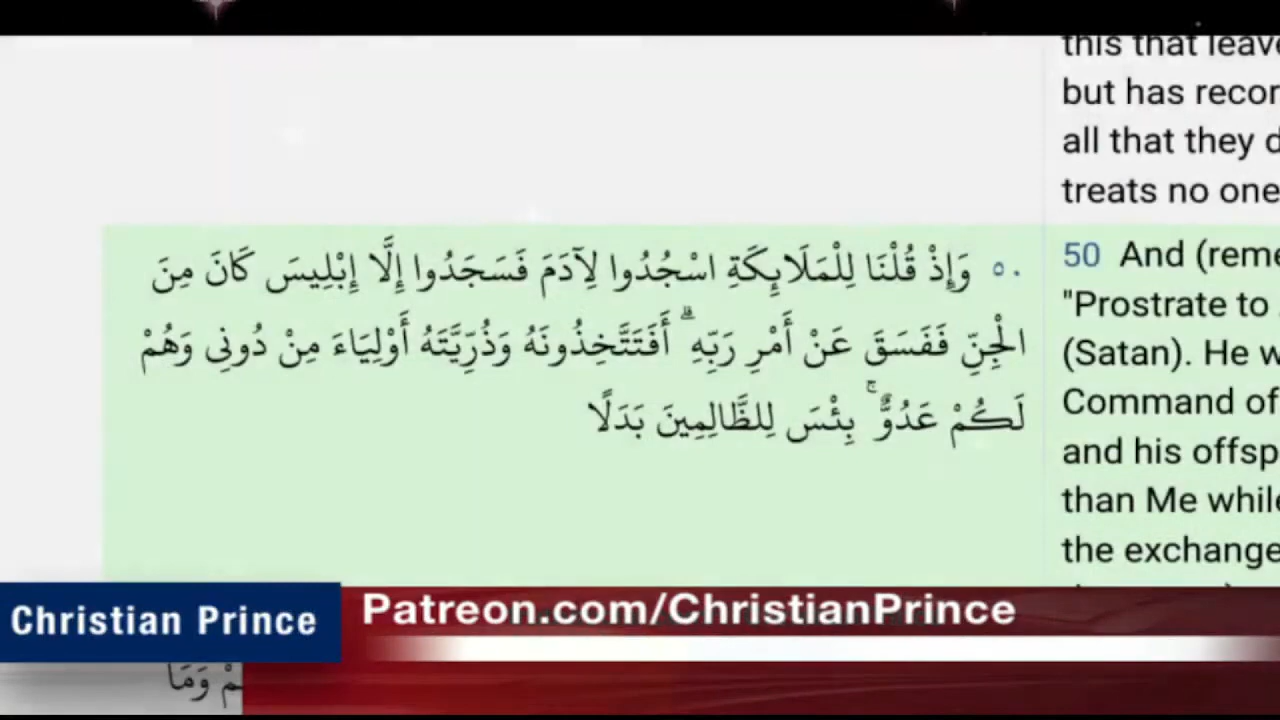 ٥٠ وَإِذْ قُلْنَا لِلْمَلَائِكَةِ اسْجُدُوا لِآدَمَ فَسَجَدُوا إِلَّا إِبْلِيسَ كَانَ مِنَ
الْجِنِّ فَفَسَقَ عَنْ أَمْرِ رَبِّهِ ۗ أَفَتَتَّخِذُونَهُ وَذُرِّيَّتَهُ أَوْلِيَاءَ مِنْ دُونِي وَهُمْ
لَكُمْ عَدُوٌّ ۚ بِئْسَ لِلظَّالِمِينَ بَدَلًا
this that leave
but has recor
all that they d
treats no one
50 And (reme
"Prostrate to
(Satan). He w
Command of
and his offsp
than Me while
the exchange
Christian Prince
Patreon.com/ChristianPrince
وَمَا